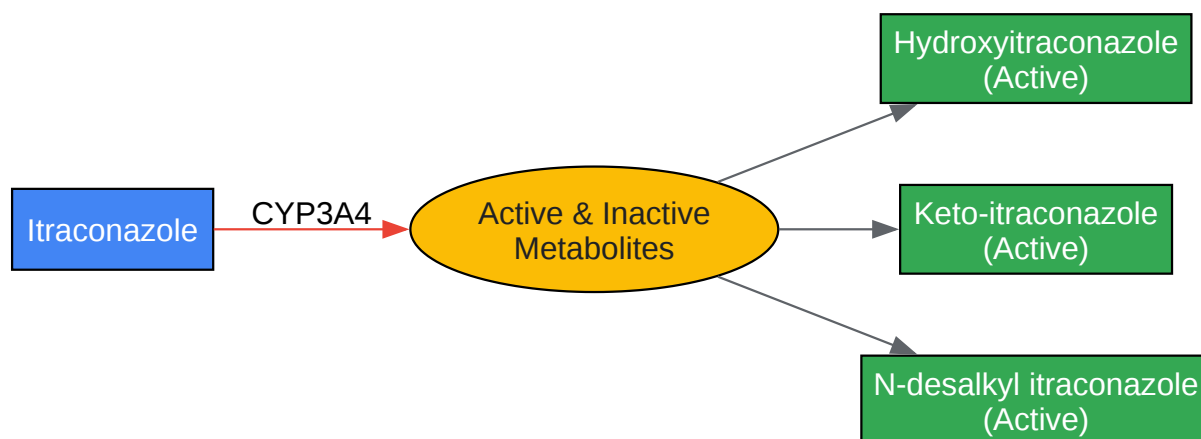 Itraconazole
CYP3A4
Active & Inactive
Metabolites
Hydroxyitraconazole
(Active)
Keto-itraconazole
(Active)
N-desalkyl itraconazole
(Active)